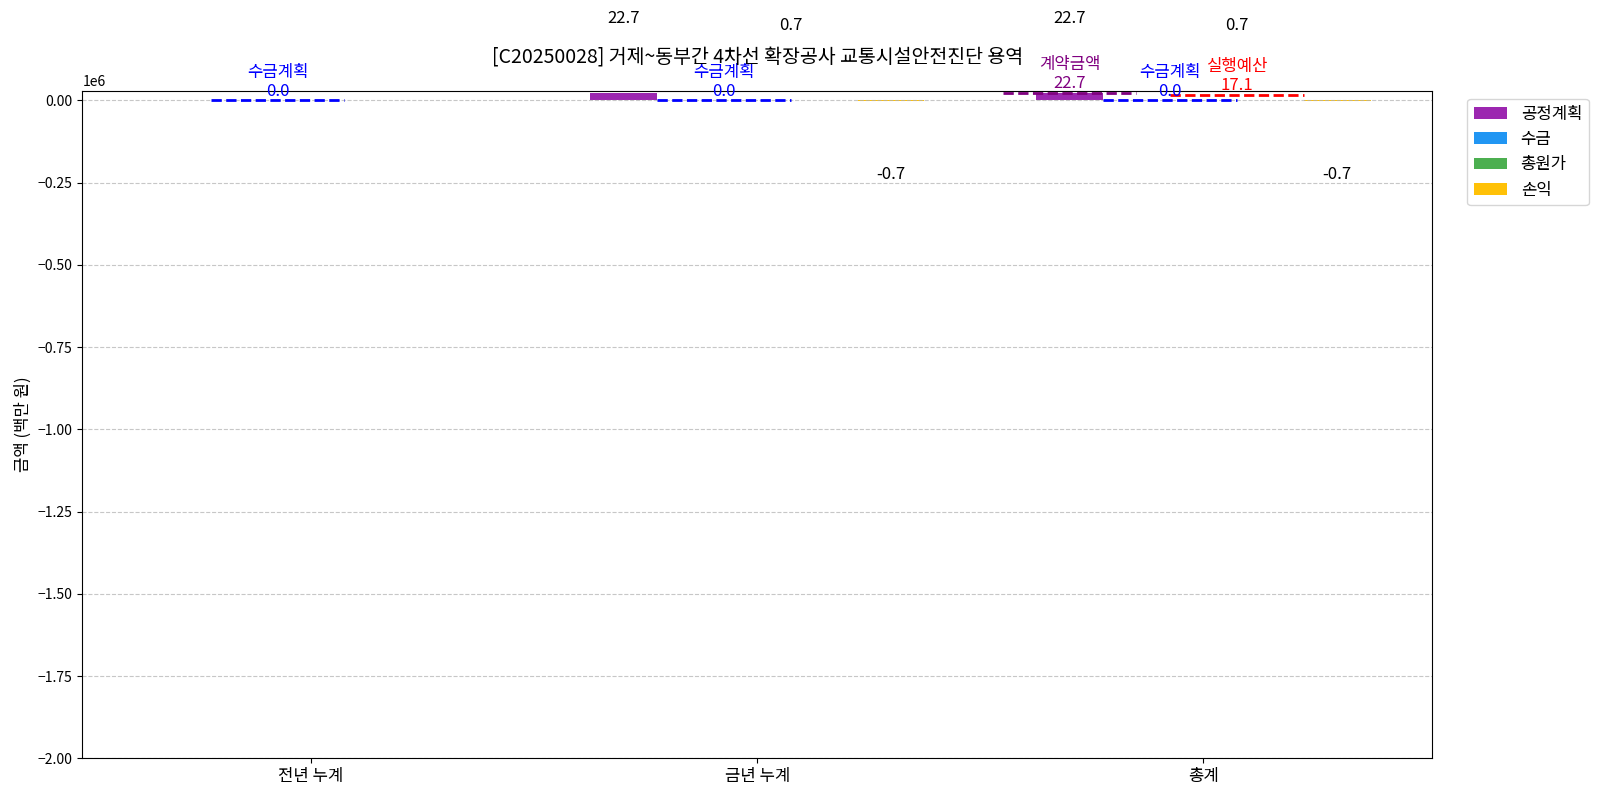 22.7
0.7
22.7
0.7
[C20250028] 거제~동부간 4차선 확장공사 교통시설안전진단 용역
수금계획
0.0
수금계획
0.0
계약금액
22.7
수금계획
0.0
실행예산
17.1
1e6
0.00
−0.25
−0.50
−0.75
−1.00
−1.25
−1.50
−1.75
−2.00
금액 (백만 원)
-0.7
-0.7
공정계획
수금
총원가
손익
전년 누계
금년 누계
총계